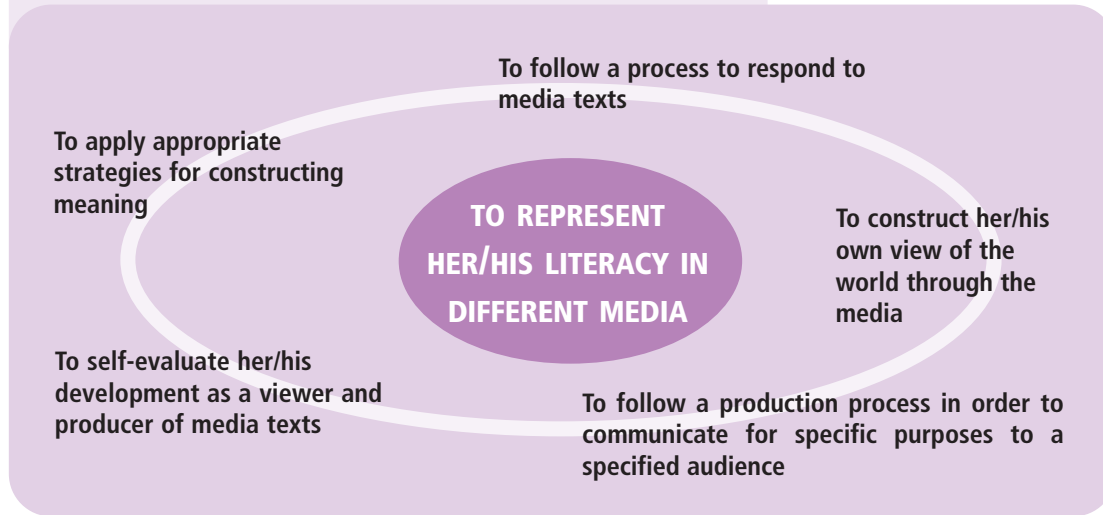 To follow a process to respond to
media texts
To apply appropriate
strategies for constructing
meaning
TO REPRESENT
HER/HIS LITERACY IN
DIFFERENT MEDIA
To construct her/his
own view of the
world through the
media
To self-evaluate her/his
development as a viewer and
producer of media texts
To follow a production process in order to
communicate for specific purposes to a
specified audience